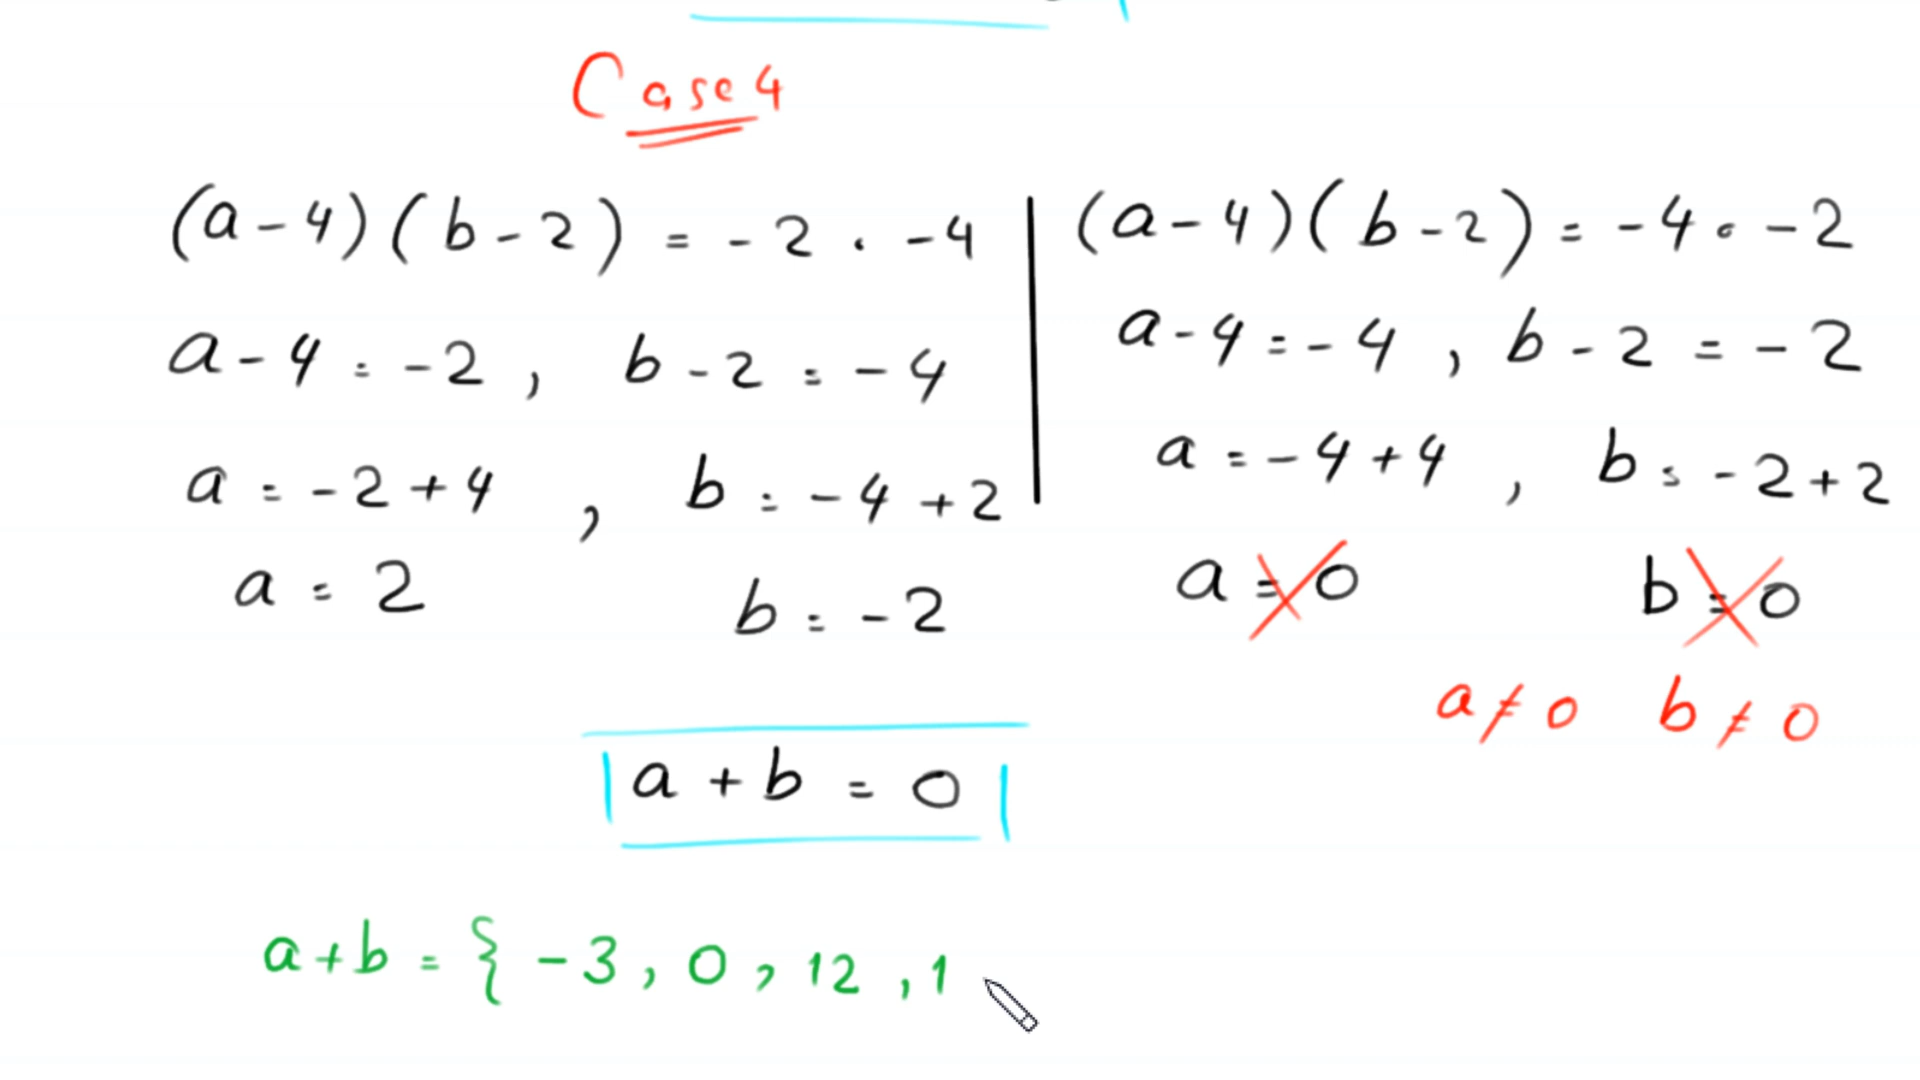 Case 4
(a-4)(b-2) = -2 · -4
a-4 = -2 , b-2 = -4
a = -2+4 , b = -4+2
a = 2 b = -2
(a-4)(b-2) = -4 · -2
a-4 = -4 , b-2 = -2
a = -4+4 , b = -2+2
a = 0 b = 0
a ≠ 0 b ≠ 0
a + b = 0
a+b = { -3 , 0 , 12 , 1